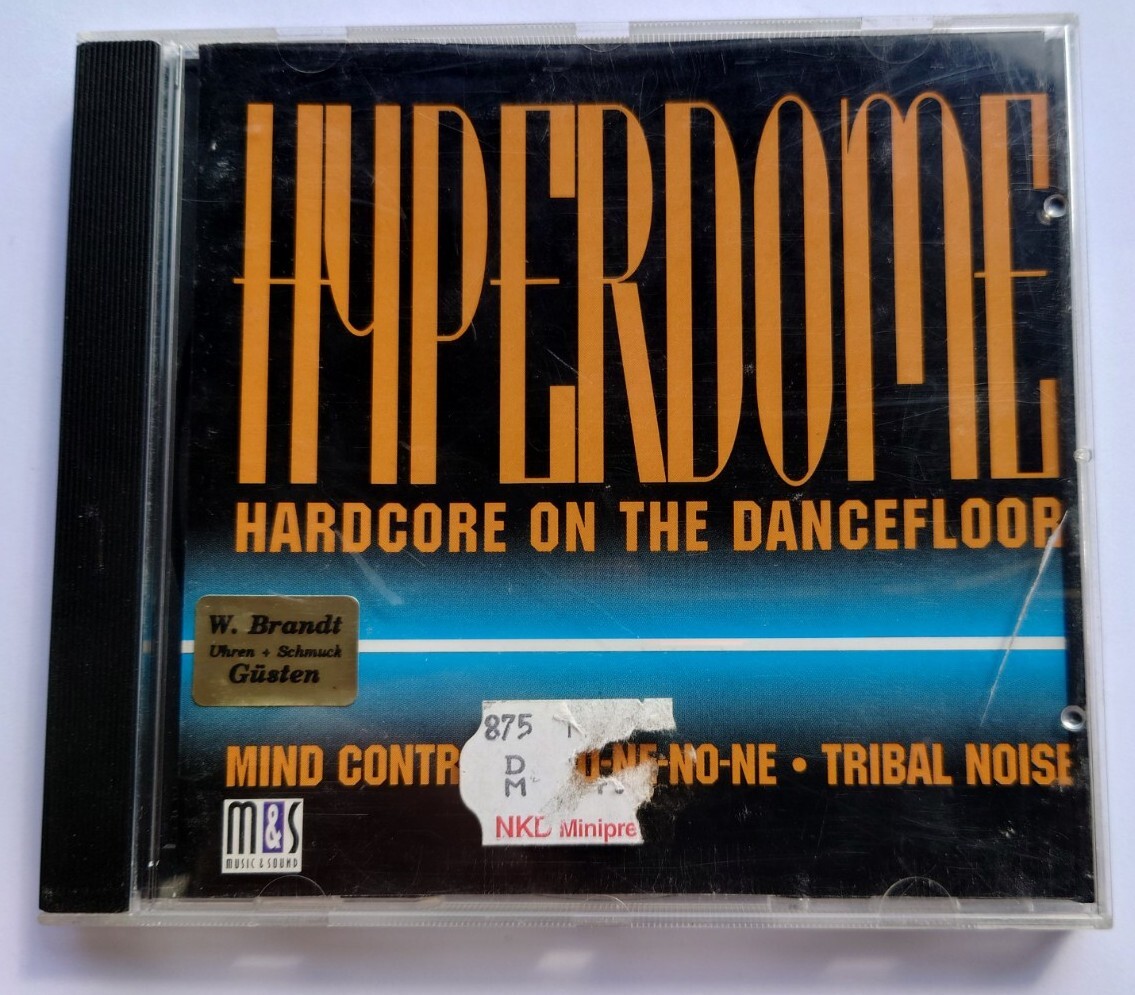 HYPERDOME
HARDCORE ON THE DANCEFLOOR
W. Brandt
Uhren + Schmuck
Güsten
875
D
M
MIND CONTR NE-NO-NE • TRIBAL NOISE
NKD Minipre
M&S
MUSIC & SOUND